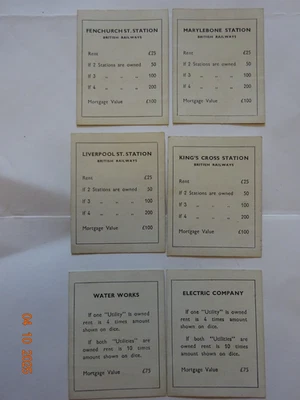 FENCHURCH ST. STATION
BRITISH RAILWAYS
Rent £25
If 2 Stations are owned 50
If 3 „ „ „ 100
If 4 „ „ „ 200
Mortgage Value £100
MARYLEBONE STATION
BRITISH RAILWAYS
Rent £25
If 2 Stations are owned 50
If 3 „ „ „ 100
If 4 „ „ „ 200
Mortgage Value £100
LIVERPOOL ST. STATION
BRITISH RAILWAYS
Rent £25
If 2 Stations are owned 50
If 3 „ „ „ 100
If 4 „ „ „ 200
Mortgage Value £100
KING'S CROSS STATION
BRITISH RAILWAYS
Rent £25
If 2 Stations are owned 50
If 3 „ „ „ 100
If 4 „ „ „ 200
Mortgage Value £100
WATER WORKS
If one "Utility" is owned
rent is 4 times amount
shown on dice.
If both "Utilities" are
owned rent is 10 times
amount shown on dice.
Mortgage Value £75
ELECTRIC COMPANY
If one "Utility" is owned
rent is 4 times amount
shown on dice.
If both "Utilities" are
owned rent is 10 times
amount shown on dice.
Mortgage Value £75